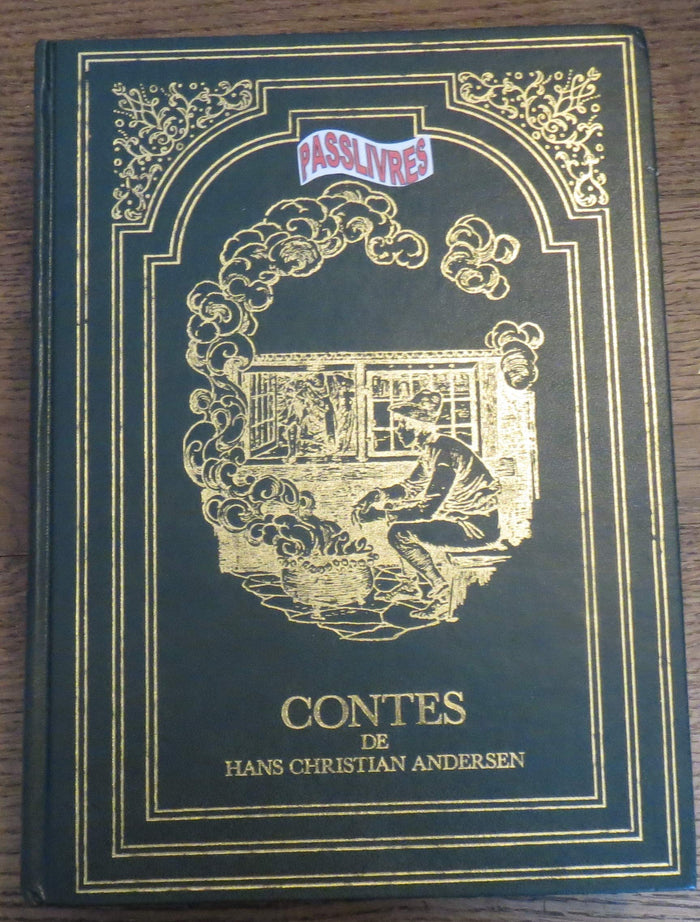 PASSLIVRES
CONTES
DE
HANS CHRISTIAN ANDERSEN